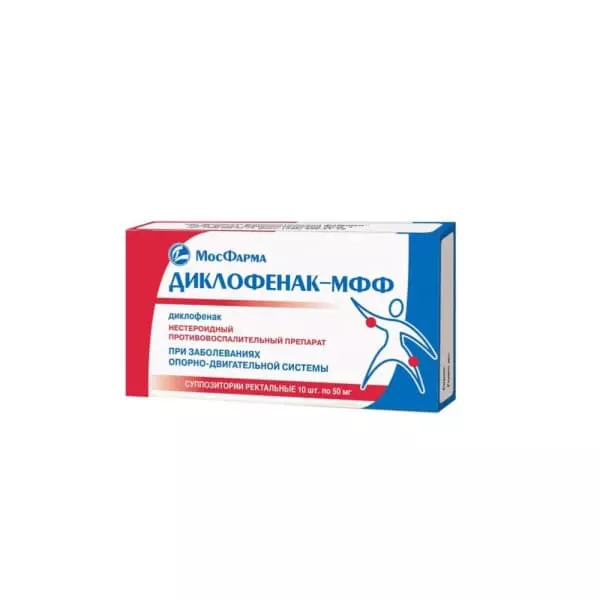 МосФарма
ДИКЛОФЕНАК–МФФ
диклофенак
НЕСТЕРОИДНЫЙ
ПРОТИВОВОСПАЛИТЕЛЬНЫЙ ПРЕПАРАТ
ПРИ ЗАБОЛЕВАНИЯХ
ОПОРНО-ДВИГАТЕЛЬНОЙ СИСТЕМЫ
СУППОЗИТОРИИ РЕКТАЛЬНЫЕ 10 шт. по 50 мг